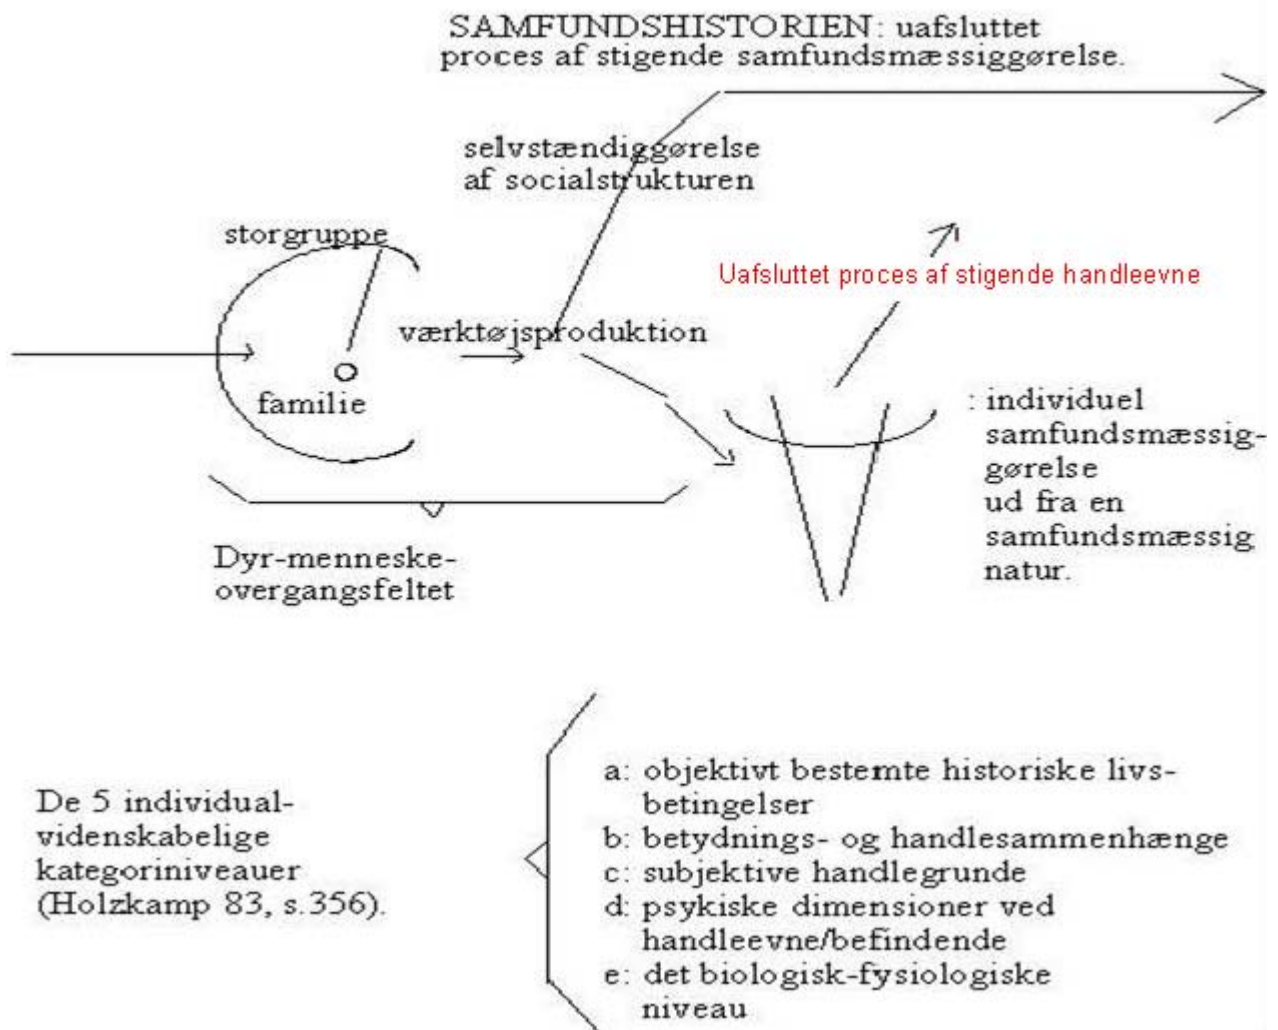 SAMFUNDSHISTORIEN: uafsluttet
proces af stigende samfundsmæssiggørelse.
selvstændiggørelse
af socialstrukturen
storgruppe
Uafsluttet proces af stigende handleevne
værktøjsproduktion
familie
: individuel
samfundsmæssig-
gørelse
ud fra en
samfundsmæssig
natur.
Dyr-menneske-
overgangsfeltet
De 5 individual-
videnskabelige
kategoriniveauer
(Holzkamp 83, s.356).
a: objektivt bestemte historiske livs-
betingelser
b: betydnings- og handlesammenhænge
c: subjektive handlegrunde
d: psykiske dimensioner ved
handleevne/befindende
e: det biologisk-fysiologiske
niveau